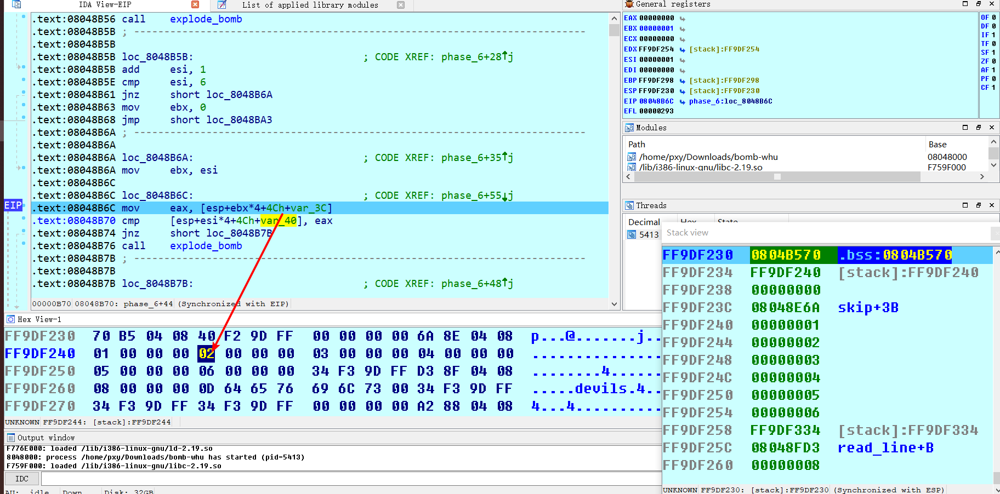 IDA View-EIP
List of applied library modules
.text:08048B56 call explode_bomb
.text:08048B5B ; ---------------------------------------------------------------------------
.text:08048B5B
.text:08048B5B loc_8048B5B: ; CODE XREF: phase_6+28↑j
.text:08048B5B add esi, 1
.text:08048B5E cmp esi, 6
.text:08048B61 jnz short loc_8048B6A
.text:08048B63 mov ebx, 0
.text:08048B68 jmp short loc_8048BA3
.text:08048B6A ; ---------------------------------------------------------------------------
.text:08048B6A
.text:08048B6A loc_8048B6A: ; CODE XREF: phase_6+35↑j
.text:08048B6A mov ebx, esi
.text:08048B6C
.text:08048B6C loc_8048B6C: ; CODE XREF: phase_6+55↓j
EIP
.text:08048B6C mov eax, [esp+ebx*4+4Ch+var_3C]
.text:08048B70 cmp [esp+esi*4+4Ch+var_40], eax
.text:08048B74 jnz short loc_8048B7B
.text:08048B76 call explode_bomb
.text:08048B7B ; ---------------------------------------------------------------------------
.text:08048B7B
.text:08048B7B loc_8048B7B: ; CODE XREF: phase_6+48↑j
00000B70 08048B70: phase_6+44 (Synchronized with EIP)
General registers
EAX 00000000
EBX 00000001
ECX 00000000
EDX FF9DF254 [stack]:FF9DF254
ESI 00000001
EDI 00000000
EBP FF9DF298 [stack]:FF9DF298
ESP FF9DF230 [stack]:FF9DF230
EIP 08048B6C phase_6:loc_8048B6C
EFL 00000293
OF 0
DF 0
IF 1
TF 0
SF 1
ZF 0
AF 1
PF 0
CF 1
Modules
Path Base
/home/pxy/Downloads/bomb-whu 08048000
/lib/i386-linux-gnu/libc-2.19.so F759F000
Threads
Decimal Hex State
5413
Stack view
FF9DF230 0804B570 .bss:0804B570
FF9DF234 FF9DF240 [stack]:FF9DF240
FF9DF238 00000000
FF9DF23C 08048E6A skip+3B
FF9DF240 00000001
FF9DF244 00000002
FF9DF248 00000003
FF9DF24C 00000004
FF9DF250 00000005
FF9DF254 00000006
FF9DF258 FF9DF334 [stack]:FF9DF334
FF9DF25C 08048FD3 read_line+B
FF9DF260 00000008
UNKNOWN FF9DF230: [stack]:FF9DF230 (Synchronized with ESP)
Hex View-1
FF9DF230 70 B5 04 08 40 F2 9D FF 00 00 00 00 6A 8E 04 08 p...@.......j..
FF9DF240 01 00 00 00 02 00 00 00 03 00 00 00 04 00 00 00 ...............
FF9DF250 05 00 00 00 06 00 00 00 34 F3 9D FF D3 8F 04 08 ........4......
FF9DF260 08 00 00 00 0D 64 65 76 69 6C 73 00 34 F3 9D FF .....devils.4..
FF9DF270 34 F3 9D FF 34 F3 9D FF 00 00 00 00 A2 88 04 08 4...4..........
UNKNOWN FF9DF244: [stack]:FF9DF244
Output window
F776E000: loaded /lib/i386-linux-gnu/ld-2.19.so
8048000: process /home/pxy/Downloads/bomb-whu has started (pid=5413)
F759F000: loaded /lib/i386-linux-gnu/libc-2.19.so
IDC
AU: idle Down Disk: 32GB